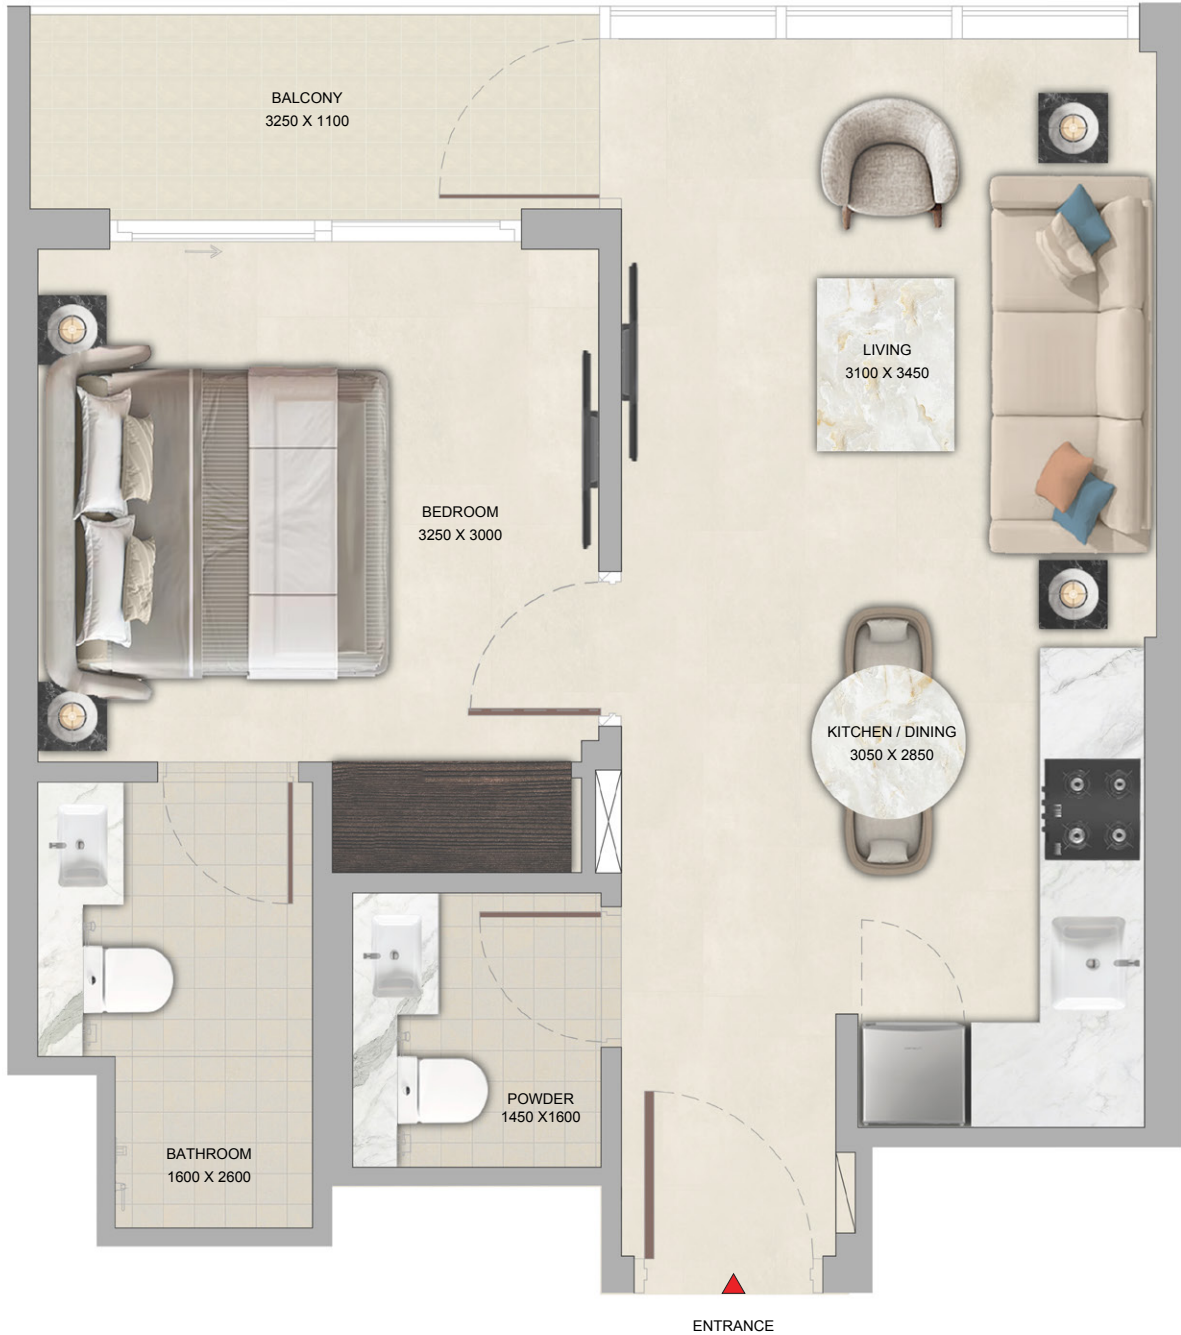 BALCONY
3250 X 1100
LIVING
3100 X 3450
BEDROOM
3250 X 3000
KITCHEN / DINING
3050 X 2850
POWDER
1450 X1600
BATHROOM
1600 X 2600
ENTRANCE